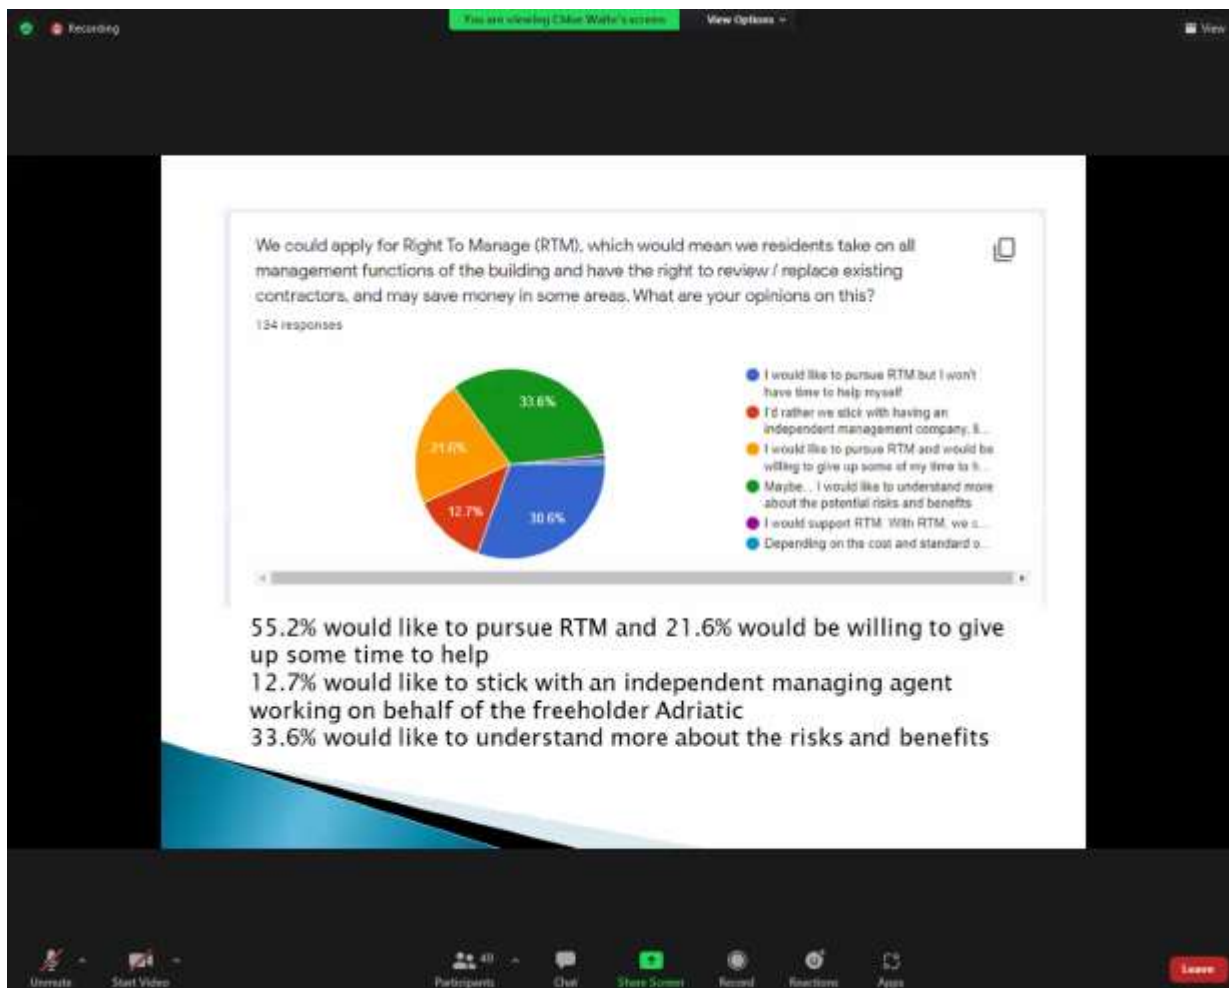 Recording
You are viewing Chloe Waite's screen
View Options
View
We could apply for Right To Manage (RTM), which would mean we residents take on all
management functions of the building and have the right to review / replace existing
contractors, and may save money in some areas. What are your opinions on this?
134 responses
33.6%
21.6%
12.7%
30.6%
I would like to pursue RTM but I won't
have time to help myself
I'd rather we stick with having an
independent management company, li...
I would like to pursue RTM and would be
willing to give up some of my time to h...
Maybe... I would like to understand more
about the potential risks and benefits
I would support RTM. With RTM, we c...
Depending on the cost and standard o...
55.2% would like to pursue RTM and 21.6% would be willing to give
up some time to help
12.7% would like to stick with an independent managing agent
working on behalf of the freeholder Adriatic
33.6% would like to understand more about the risks and benefits
Unmute
Start Video
Participants
Chat
Share Screen
Record
Reactions
Apps
Leave